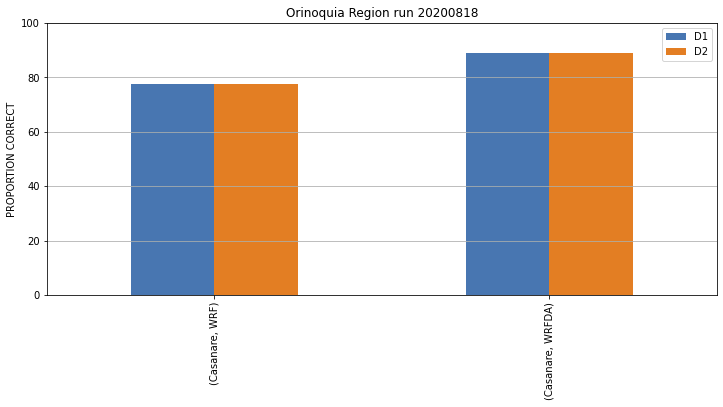 Orinoquia Region run 20200818
D1
D2
PROPORTION CORRECT
100
80
60
40
20
0
(Casanare, WRF)
(Casanare, WRFDA)